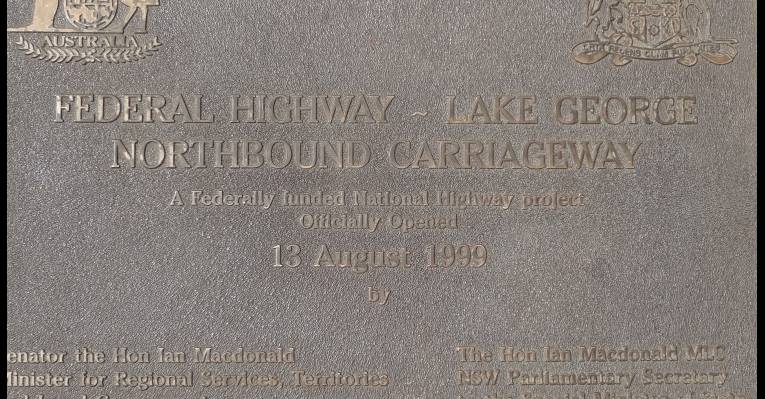 AUSTRALIA
FEDERAL HIGHWAY ~ LAKE GEORGE
NORTHBOUND CARRIAGEWAY
A Federally funded National Highway project
Officially Opened
13 August 1999
by
enator the Hon Ian Macdonald
inister for Regional Services, Territories
The Hon Ian Macdonald MLC
NSW Parliamentary Secretary